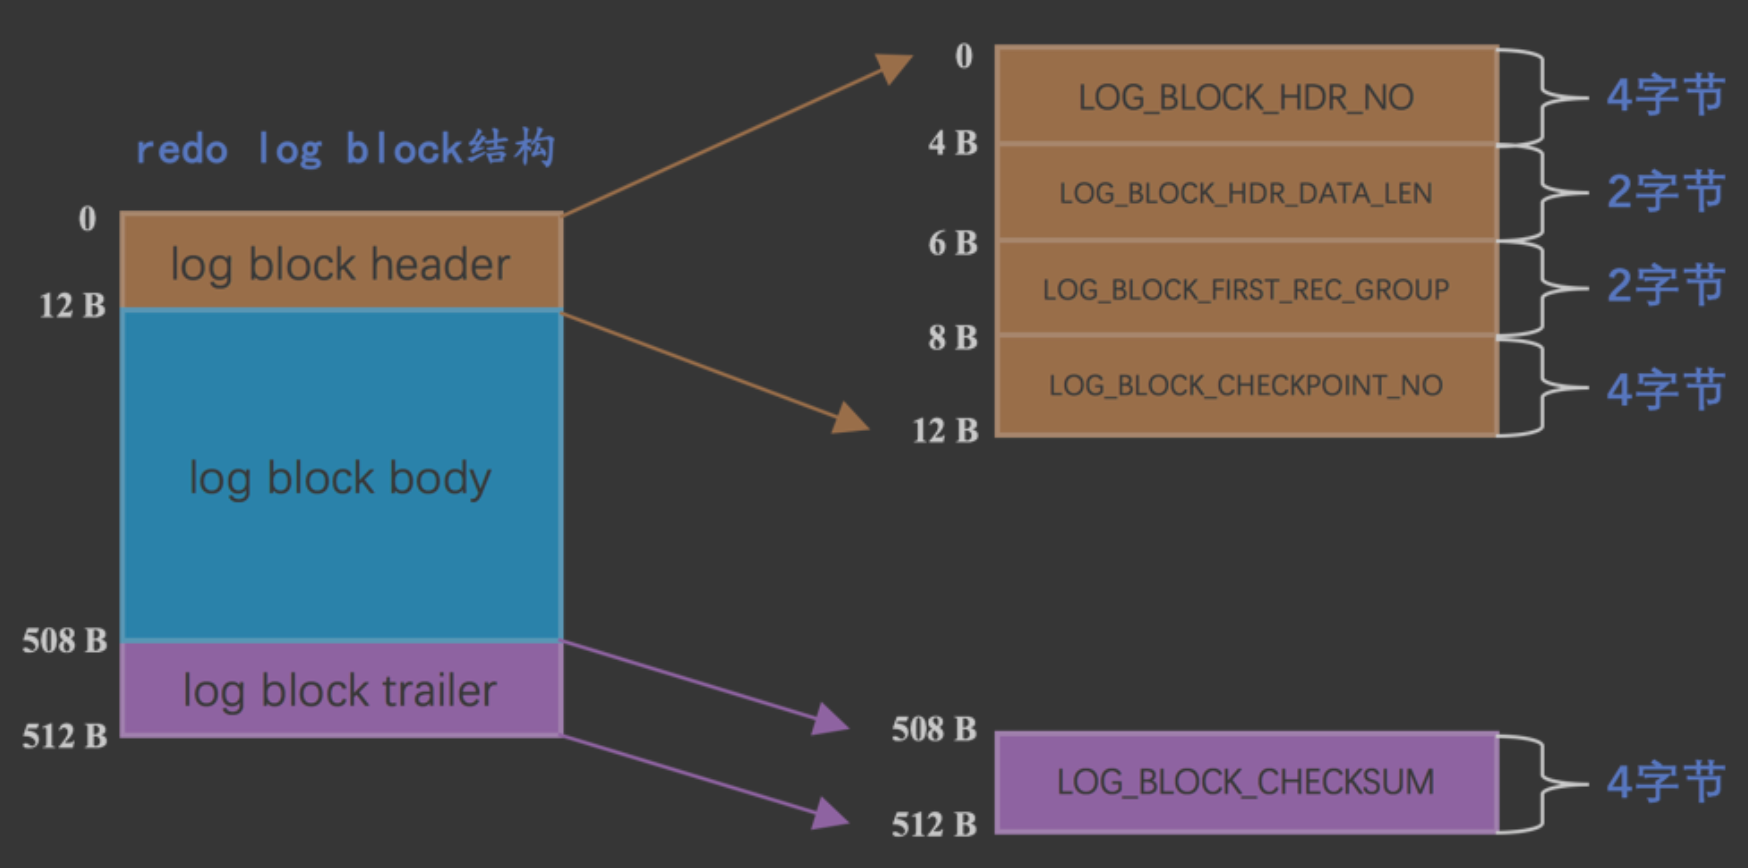 redo log block结构
0
log block header
12 B
log block body
508 B
log block trailer
512 B
0
LOG_BLOCK_HDR_NO
4字节
4 B
LOG_BLOCK_HDR_DATA_LEN
2字节
6 B
LOG_BLOCK_FIRST_REC_GROUP
2字节
8 B
LOG_BLOCK_CHECKPOINT_NO
4字节
12 B
508 B
LOG_BLOCK_CHECKSUM
4字节
512 B